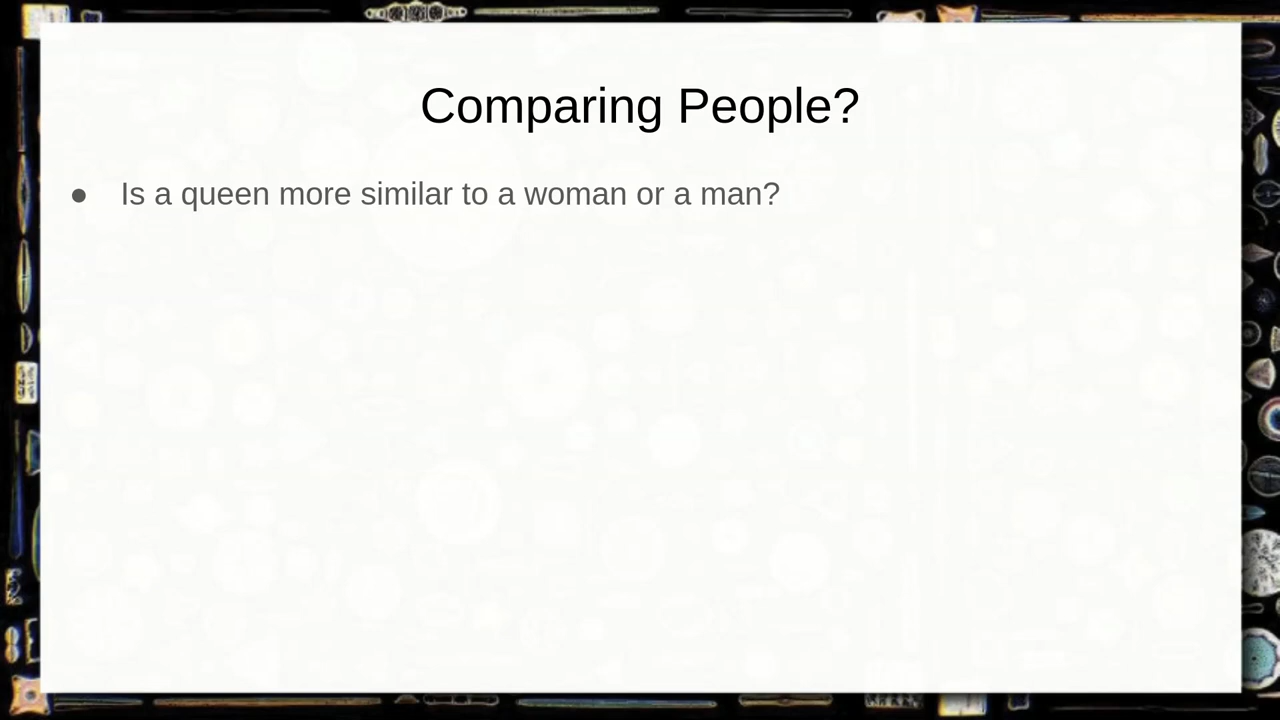 Comparing People?
● Is a queen more similar to a woman or a man?